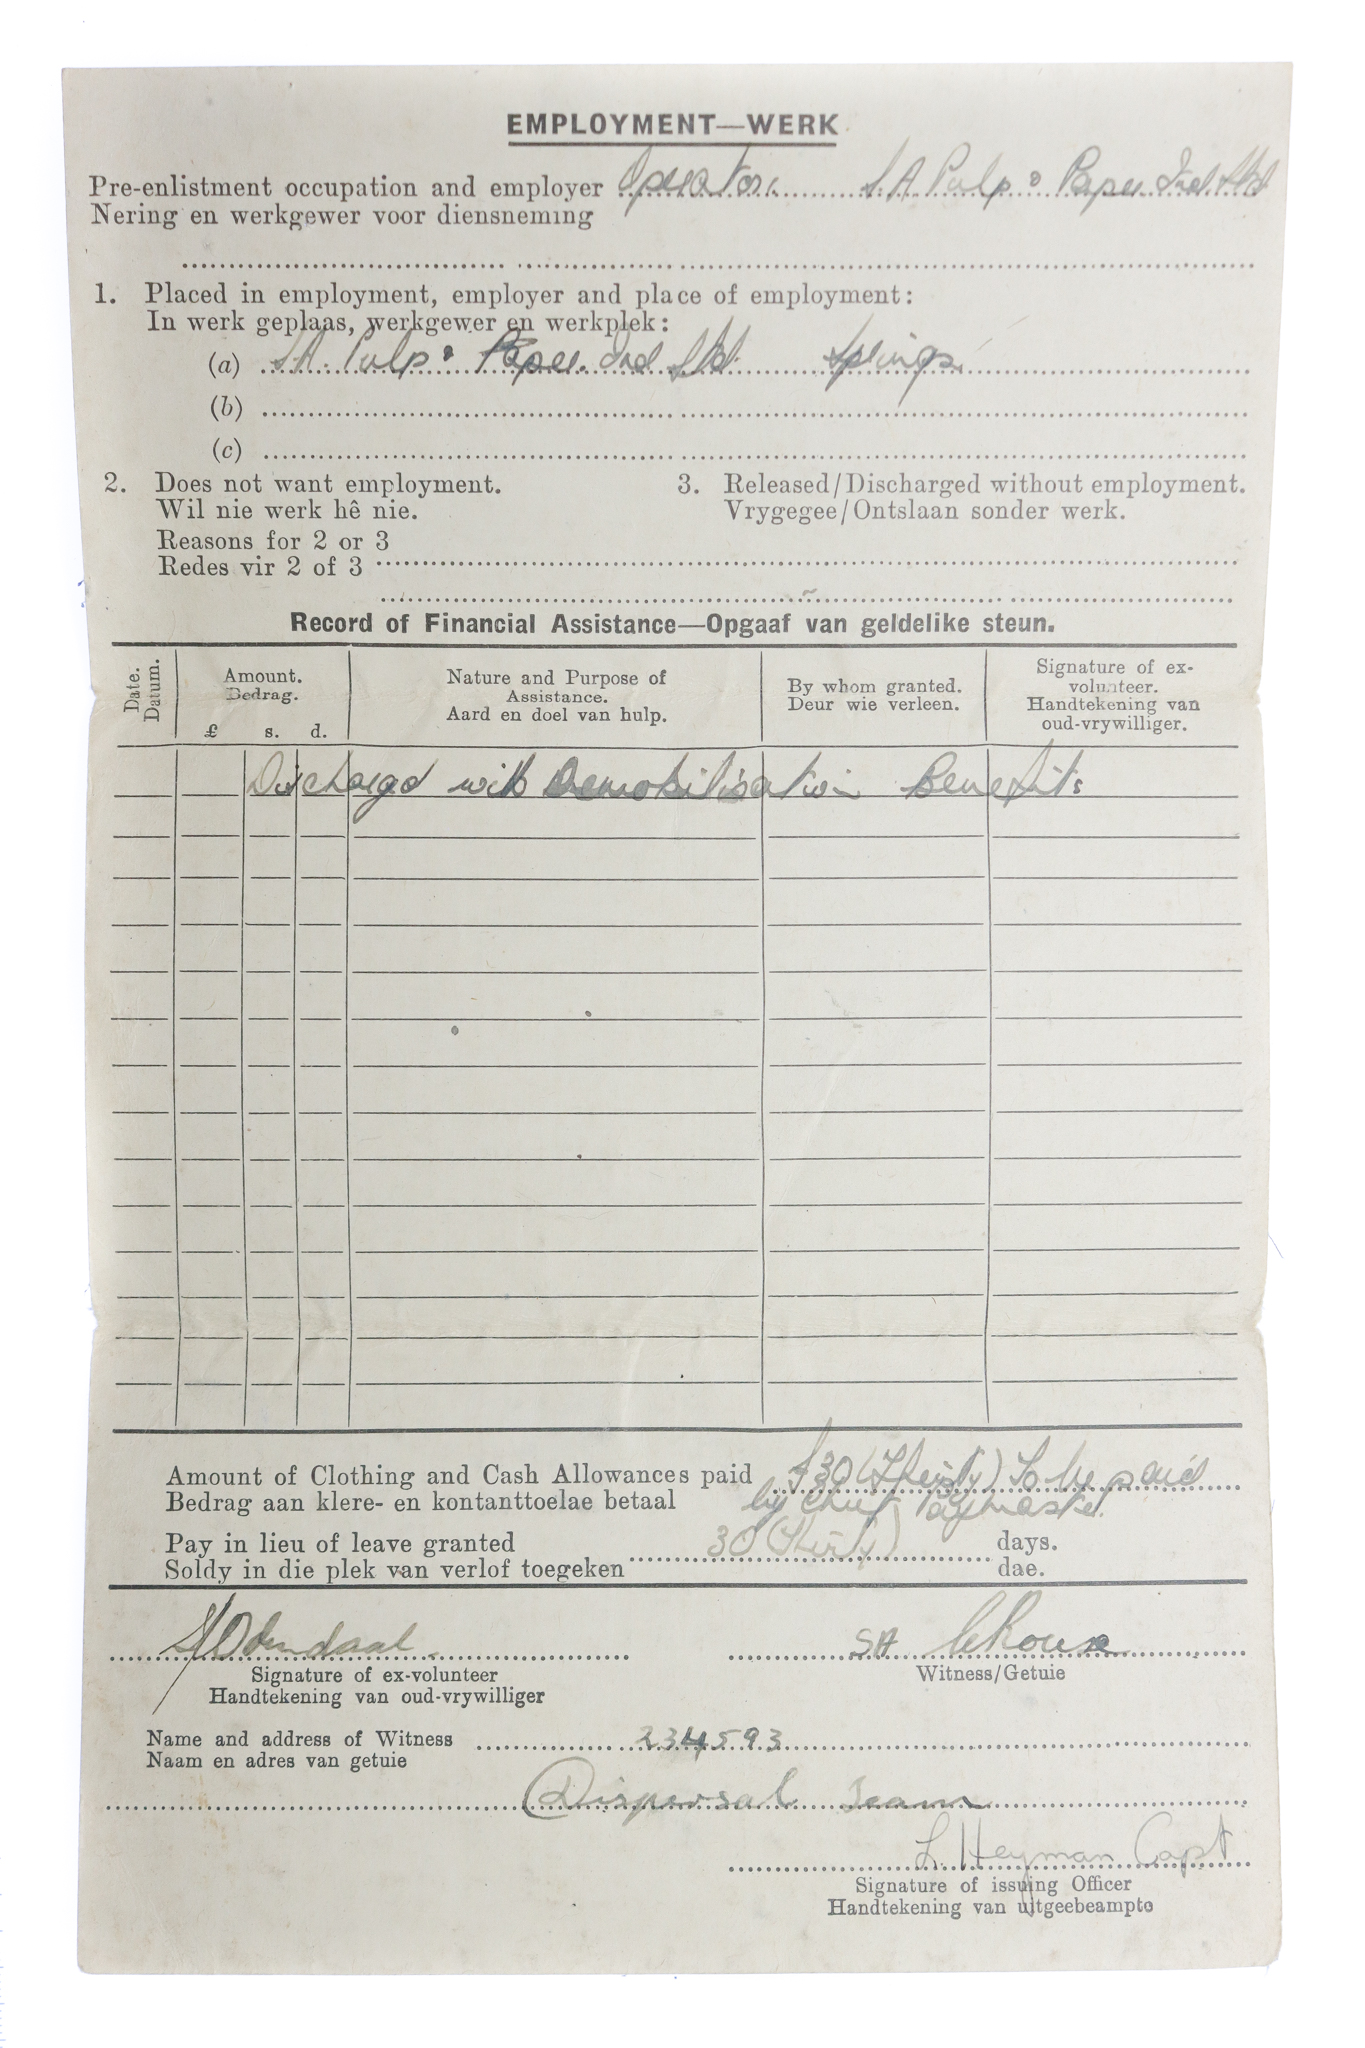 EMPLOYMENT—WERK
Pre-enlistment occupation and employer Operator. S.A Pulp & Paper Ind Ltd
Nering en werkgewer voor diensneming
1. Placed in employment, employer and place of employment:
In werk geplaas, werkgewer en werkplek:
(a) S.A. Pulp & Paper Ind Ltd. Springs.
(b)
(c)
2. Does not want employment.
Wil nie werk hê nie.
3. Released/Discharged without employment.
Vrygegee/Ontslaan sonder werk.
Reasons for 2 or 3
Redes vir 2 of 3
Record of Financial Assistance—Opgaaf van geldelike steun.
Date.
Datum.
Amount.
Bedrag.
£ s. d.
Nature and Purpose of
Assistance.
Aard en doel van hulp.
By whom granted.
Deur wie verleen.
Signature of ex-
volunteer.
Handtekening van
oud-vrywilliger.
Dischargd with Demobilisation Benefits
Amount of Clothing and Cash Allowances paid £30 (Thirty) To be paid
Bedrag aan klere- en kontanttoelae betaal by Chief Paymaster.
Pay in lieu of leave granted 30 (Thirty) days.
Soldy in die plek van verlof toegeken dae.
Odendaal SA le Roux
Signature of ex-volunteer
Handtekening van oud-vrywilliger
Witness/Getuie
Name and address of Witness 234593
Naam en adres van getuie
Dispersal Team
L. Heyman Capt
Signature of issuing Officer
Handtekening van uitgeebeampte